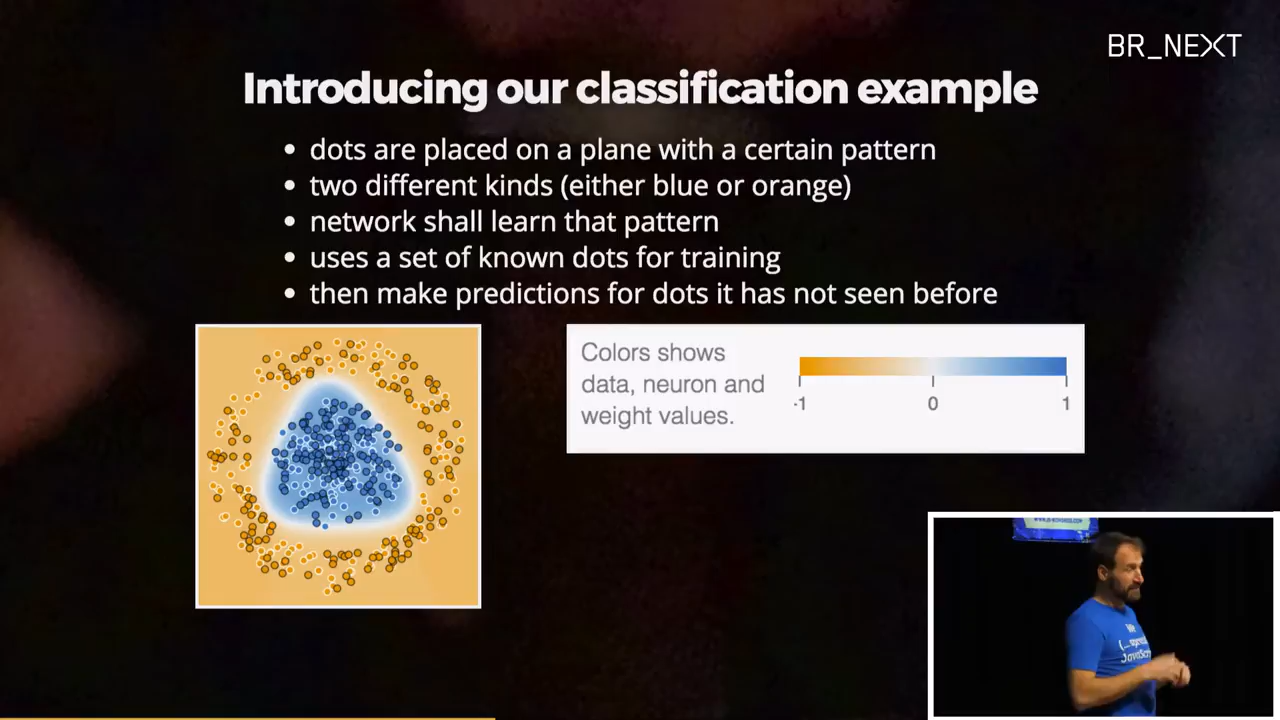 BR_NEXT
Introducing our classification example
• dots are placed on a plane with a certain pattern
• two different kinds (either blue or orange)
• network shall learn that pattern
• uses a set of known dots for training
• then make predictions for dots it has not seen before
Colors shows
data, neuron and
weight values.
-1 0 1